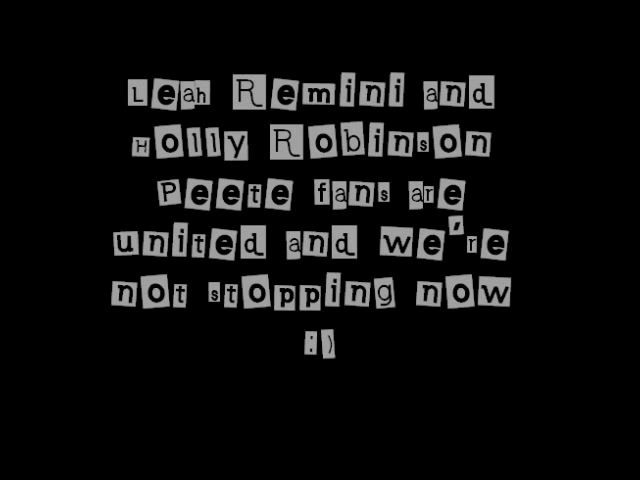 Leah Remini and
Holly Robinson
Peete fans are
united and we're
not stopping now
:)